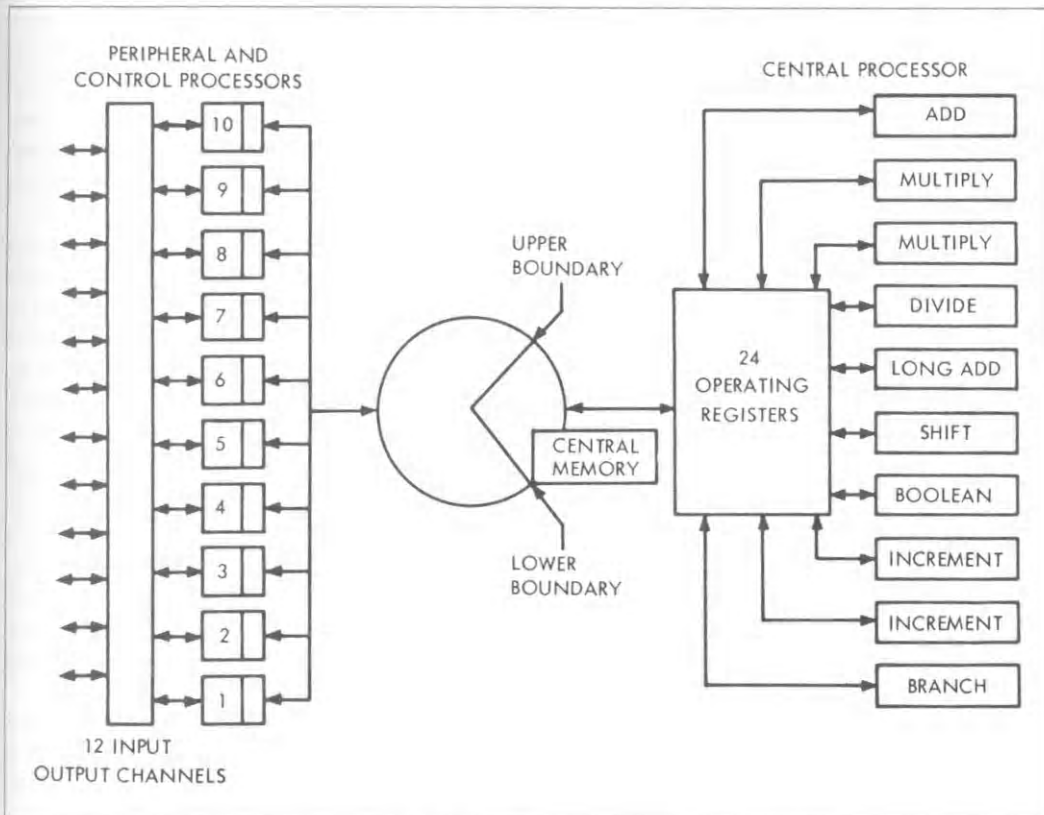 PERIPHERAL AND
CONTROL PROCESSORS
10
9
8
7
6
5
4
3
2
1
12 INPUT
OUTPUT CHANNELS
UPPER
BOUNDARY
CENTRAL
MEMORY
LOWER
BOUNDARY
CENTRAL PROCESSOR
24
OPERATING
REGISTERS
ADD
MULTIPLY
MULTIPLY
DIVIDE
LONG ADD
SHIFT
BOOLEAN
INCREMENT
INCREMENT
BRANCH